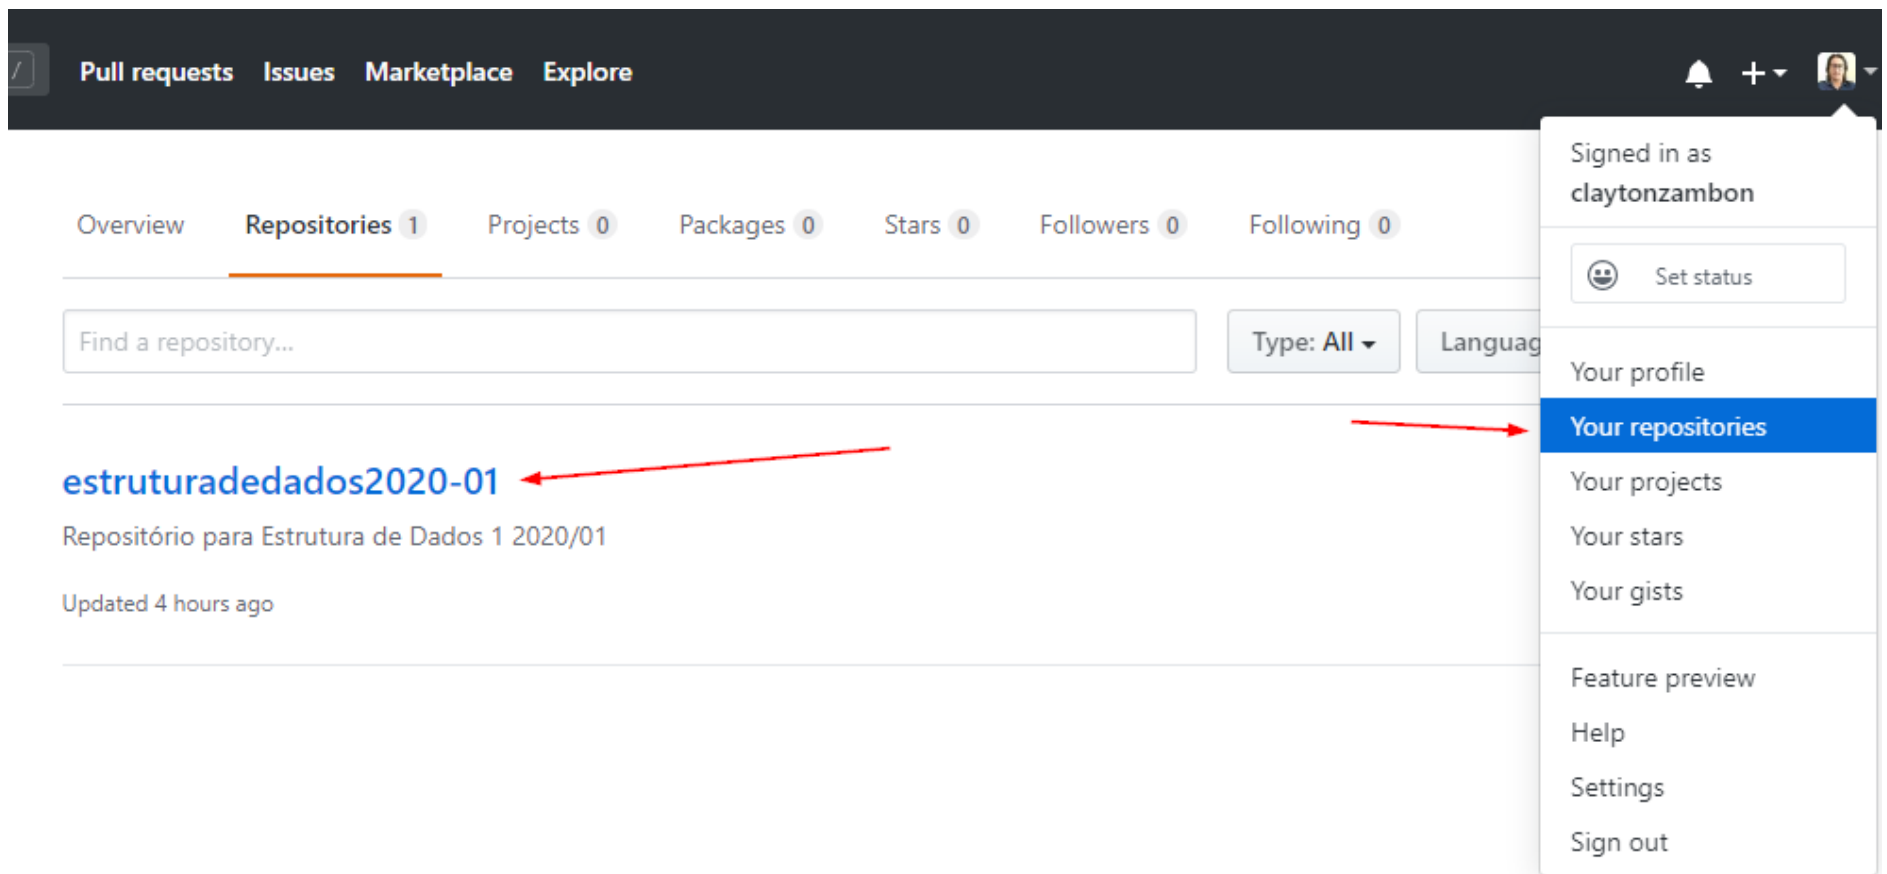 / Pull requests Issues Marketplace Explore
Signed in as
claytonzambon
Overview Repositories 1 Projects 0 Packages 0 Stars 0 Followers 0 Following 0
Set status
Find a repository... Type: All Languag
Your profile
Your repositories
estruturadedados2020-01
Your projects
Repositório para Estrutura de Dados 1 2020/01
Your stars
Your gists
Updated 4 hours ago
Feature preview
Help
Settings
Sign out